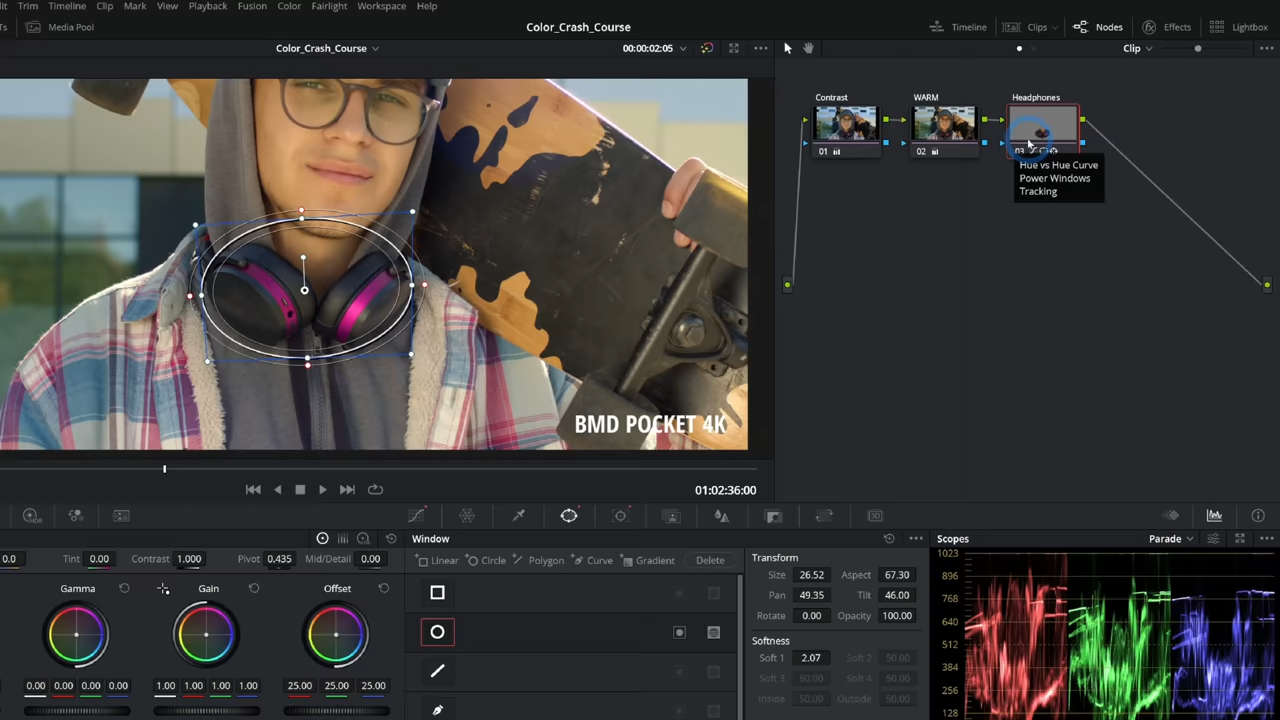 Trim Timeline Clip Mark View Playback Fusion Color Fairlight Workspace Help
Media Pool
Color_Crash_Course
Timeline Clips Nodes Effects Lightbox
Color_Crash_Course 00:00:02:05 Clip
Contrast WARM Headphones
01 02 03
Hue vs Hue Curve
Power Windows
Tracking
BMD POCKET 4K
01:02:36:00
HDR 3D
0.0 Tint 0.00 Contrast 1.000 Pivot 0.435 Mid/Detail 0.00
Gamma Gain Offset
0.00 0.00 0.00 0.00 1.00 1.00 1.00 1.00 25.00 25.00 25.00
Window
Linear Circle Polygon Curve Gradient Delete
Transform
Size 26.52 Aspect 67.30
Pan 49.35 Tilt 46.00
Rotate 0.00 Opacity 100.00
Softness
Soft 1 2.07 Soft 2 50.00
Soft 3 50.00 Soft 4 50.00
Inside 50.00 Outside 50.00
Scopes Parade
1023
896
768
640
512
384
256
128